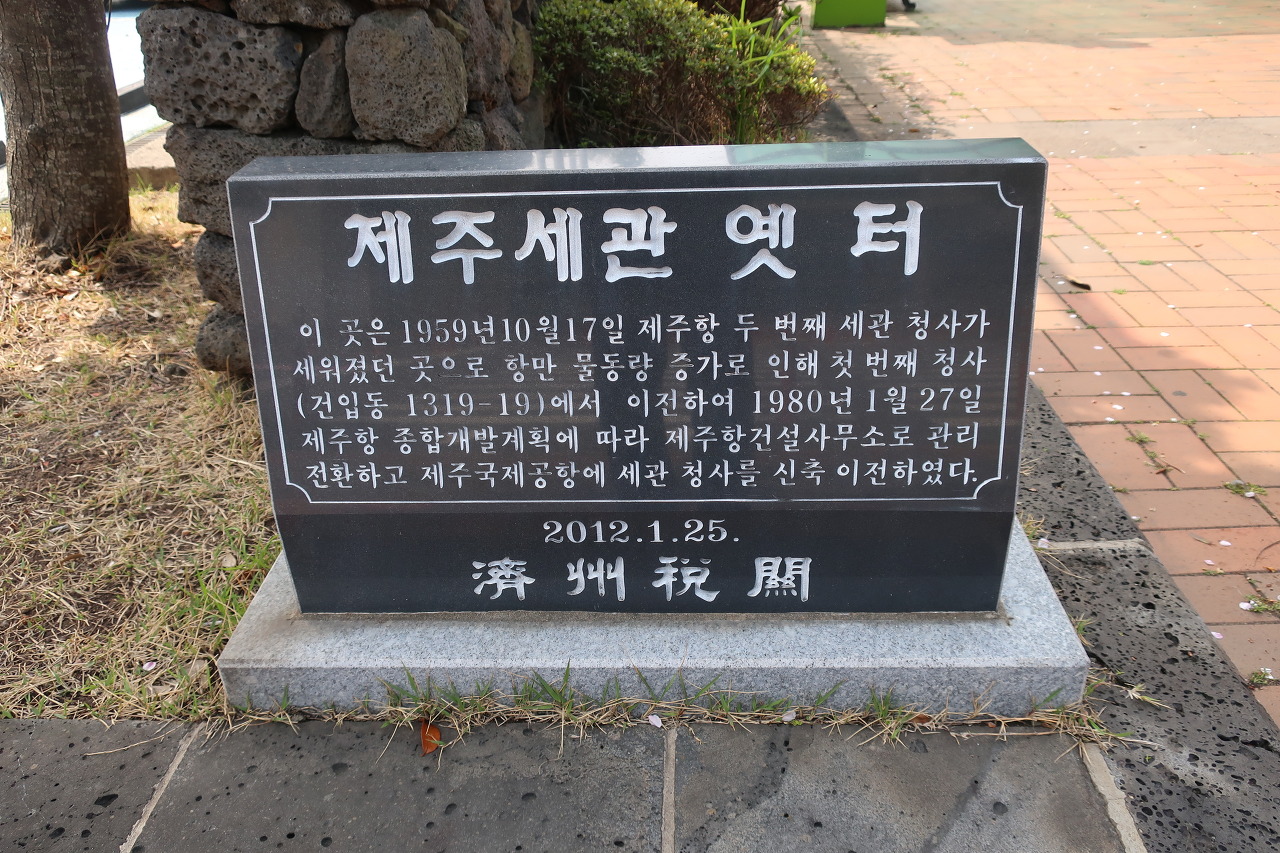 제주세관 옛 터
이 곳은 1959년10월17일 제주항 두 번째 세관 청사가
세워졌던 곳으로 항만 물동량 증가로 인해 첫 번째 청사
(건입동 1319-19)에서 이전하여 1980년 1월 27일
제주항 종합개발계획에 따라 제주항건설사무소로 관리
전환하고 제주국제공항에 세관 청사를 신축 이전하였다.
2012.1.25.
濟州税關